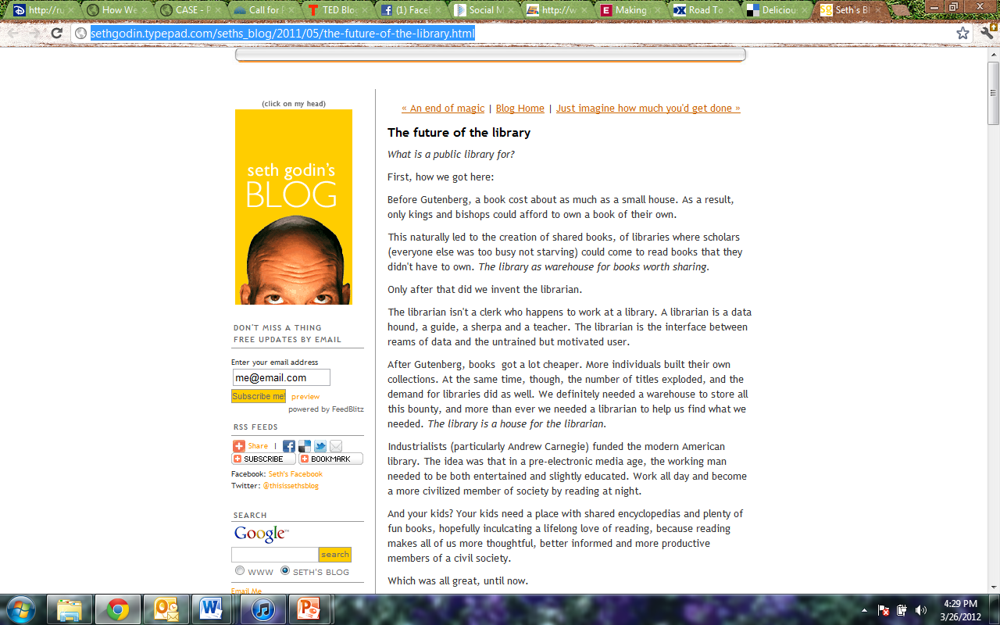 http://ru
How We
CASE - F
Call for
TED Blo
(1) Facel
Social M
http://w
Making
Road To
Deliciou
Seth's Bl
sethgodin.typepad.com/seths_blog/2011/05/the-future-of-the-library.html
(click on my head)
seth godin's
BLOG
DON'T MISS A THING
FREE UPDATES BY EMAIL
Enter your email address
me@email.com
Subscribe me! preview
powered by FeedBlitz
RSS FEEDS
Share |
SUBSCRIBE BOOKMARK
Facebook: Seth's Facebook
Twitter: @thisissethsblog
SEARCH
Google™
search
WWW SETH'S BLOG
Email Me
« An end of magic | Blog Home | Just imagine how much you'd get done »
The future of the library
What is a public library for?
First, how we got here:
Before Gutenberg, a book cost about as much as a small house. As a result,
only kings and bishops could afford to own a book of their own.
This naturally led to the creation of shared books, of libraries where scholars
(everyone else was too busy not starving) could come to read books that they
didn't have to own. The library as warehouse for books worth sharing.
Only after that did we invent the librarian.
The librarian isn't a clerk who happens to work at a library. A librarian is a data
hound, a guide, a sherpa and a teacher. The librarian is the interface between
reams of data and the untrained but motivated user.
After Gutenberg, books got a lot cheaper. More individuals built their own
collections. At the same time, though, the number of titles exploded, and the
demand for libraries did as well. We definitely needed a warehouse to store all
this bounty, and more than ever we needed a librarian to help us find what we
needed. The library is a house for the librarian.
Industrialists (particularly Andrew Carnegie) funded the modern American
library. The idea was that in a pre-electronic media age, the working man
needed to be both entertained and slightly educated. Work all day and become
a more civilized member of society by reading at night.
And your kids? Your kids need a place with shared encyclopedias and plenty of
fun books, hopefully inculcating a lifelong love of reading, because reading
makes all of us more thoughtful, better informed and more productive
members of a civil society.
Which was all great, until now.
4:29 PM
3/26/2012